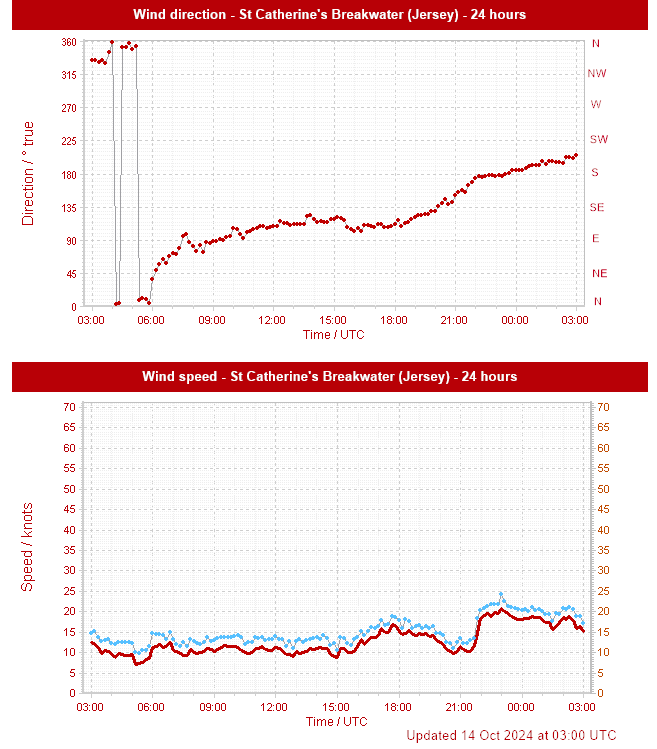 Wind direction - St Catherine's Breakwater (Jersey) - 24 hours
360 N
315 NW
270 W
225 SW
180 S
135 SE
90 E
45 NE
0 N
Direction / ° true
03:00 06:00 09:00 12:00 15:00 18:00 21:00 00:00 03:00
Time / UTC
Wind speed - St Catherine's Breakwater (Jersey) - 24 hours
70 70
65 65
60 60
55 55
50 50
45 45
40 40
35 35
30 30
25 25
20 20
15 15
10 10
5 5
0 0
Speed / knots
03:00 06:00 09:00 12:00 15:00 18:00 21:00 00:00 03:00
Time / UTC
Updated 14 Oct 2024 at 03:00 UTC